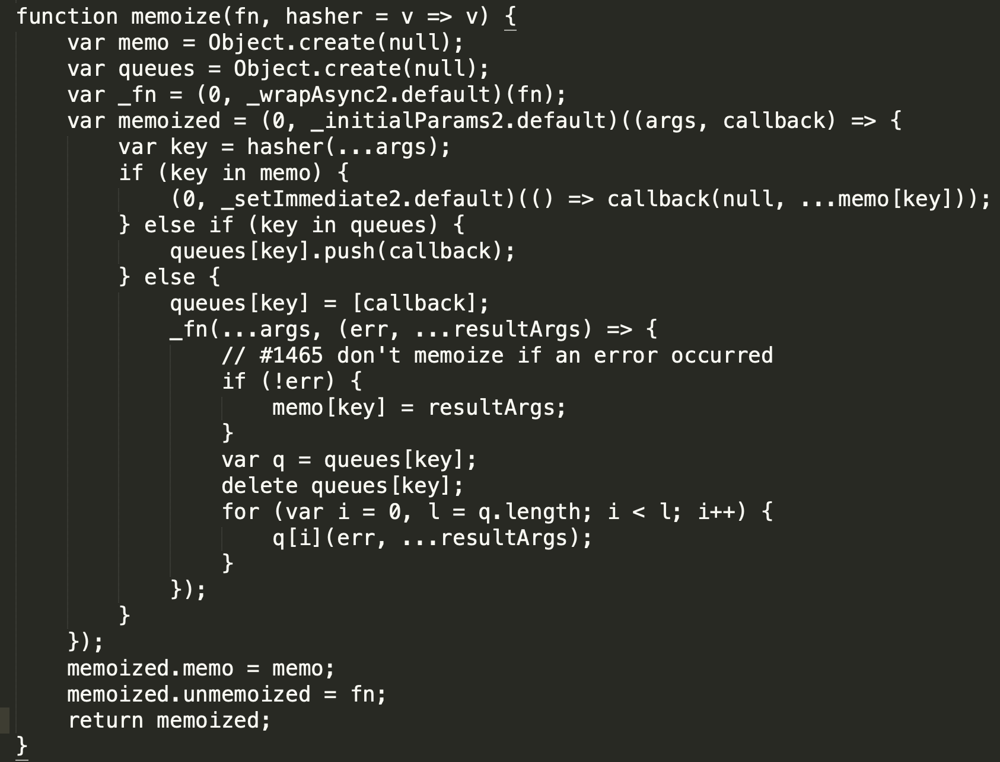 function memoize(fn, hasher = v => v) {
    var memo = Object.create(null);
    var queues = Object.create(null);
    var _fn = (0, _wrapAsync2.default)(fn);
    var memoized = (0, _initialParams2.default)((args, callback) => {
        var key = hasher(...args);
        if (key in memo) {
            (0, _setImmediate2.default)(() => callback(null, ...memo[key]));
        } else if (key in queues) {
            queues[key].push(callback);
        } else {
            queues[key] = [callback];
            _fn(...args, (err, ...resultArgs) => {
                // #1465 don't memoize if an error occurred
                if (!err) {
                    memo[key] = resultArgs;
                }
                var q = queues[key];
                delete queues[key];
                for (var i = 0, l = q.length; i < l; i++) {
                    q[i](err, ...resultArgs);
                }
            });
        }
    });
    memoized.memo = memo;
    memoized.unmemoized = fn;
    return memoized;
}